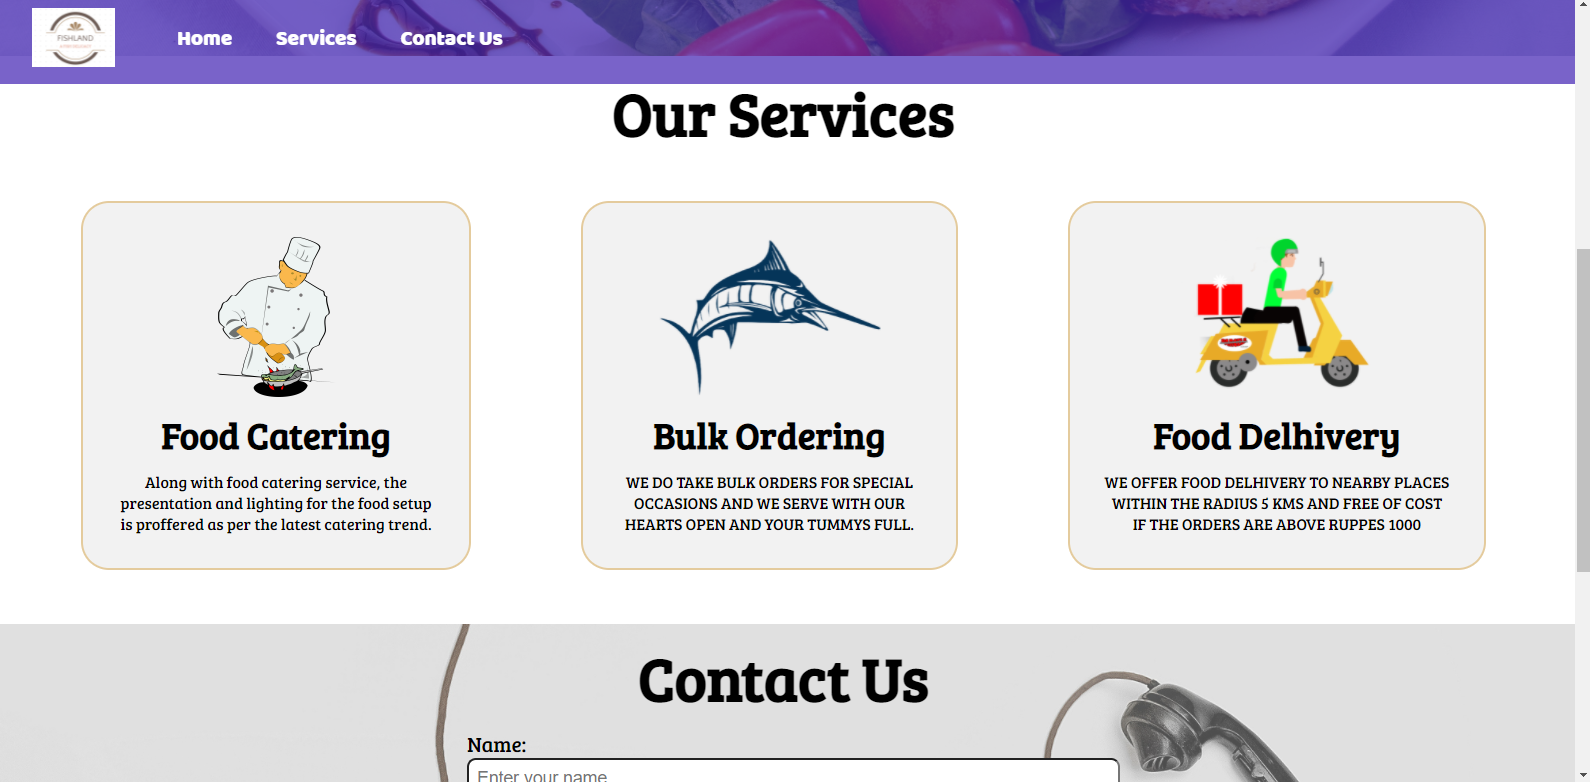 FISHLAND
Home Services Contact Us
Our Services
Food Catering
Along with food catering service, the
presentation and lighting for the food setup
is proffered as per the latest catering trend.
Bulk Ordering
WE DO TAKE BULK ORDERS FOR SPECIAL
OCCASIONS AND WE SERVE WITH OUR
HEARTS OPEN AND YOUR TUMMYS FULL.
Food Delhivery
WE OFFER FOOD DELHIVERY TO NEARBY PLACES
WITHIN THE RADIUS 5 KMS AND FREE OF COST
IF THE ORDERS ARE ABOVE RUPPES 1000
Contact Us
Name:
Enter your name